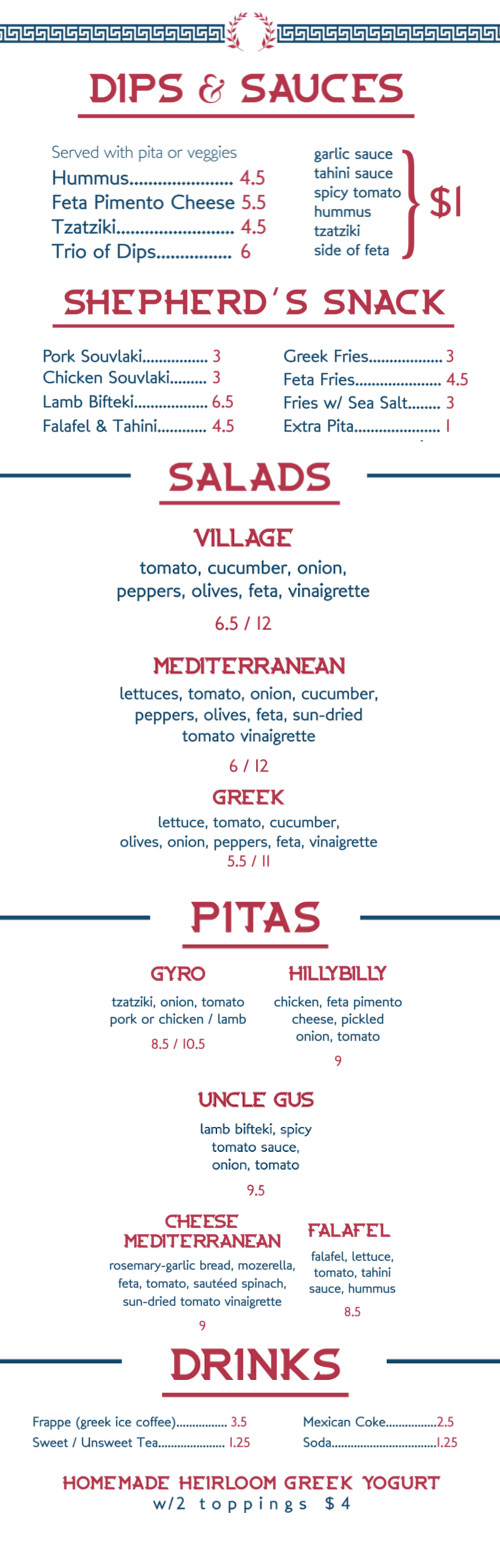 DIPS & SAUCES
Served with pita or veggies
Hummus...................... 4.5
Feta Pimento Cheese 5.5
Tzatziki......................... 4.5
Trio of Dips................ 6
garlic sauce
tahini sauce
spicy tomato
hummus
tzatziki
side of feta
$1
SHEPHERD'S SNACK
Pork Souvlaki................ 3
Chicken Souvlaki......... 3
Lamb Bifteki................... 6.5
Falafel & Tahini............ 4.5
Greek Fries.................. 3
Feta Fries..................... 4.5
Fries w/ Sea Salt........ 3
Extra Pita..................... 1
SALADS
VILLAGE
tomato, cucumber, onion,
peppers, olives, feta, vinaigrette
6.5 / 12
MEDITERRANEAN
lettuces, tomato, onion, cucumber,
peppers, olives, feta, sun-dried
tomato vinaigrette
6 / 12
GREEK
lettuce, tomato, cucumber,
olives, onion, peppers, feta, vinaigrette
5.5 / 11
PITAS
GYRO
tzatziki, onion, tomato
pork or chicken / lamb
8.5 / 10.5
HILLYBILLY
chicken, feta pimento
cheese, pickled
onion, tomato
9
UNCLE GUS
lamb bifteki, spicy
tomato sauce,
onion, tomato
9.5
CHEESE
MEDITERRANEAN
rosemary-garlic bread, mozerella,
feta, tomato, sautéed spinach,
sun-dried tomato vinaigrette
9
FALAFEL
falafel, lettuce,
tomato, tahini
sauce, hummus
8.5
DRINKS
Frappe (greek ice coffee)................ 3.5
Sweet / Unsweet Tea..................... 1.25
Mexican Coke................2.5
Soda.................................1.25
HOMEMADE HEIRLOOM GREEK YOGURT
w/2 toppings $4